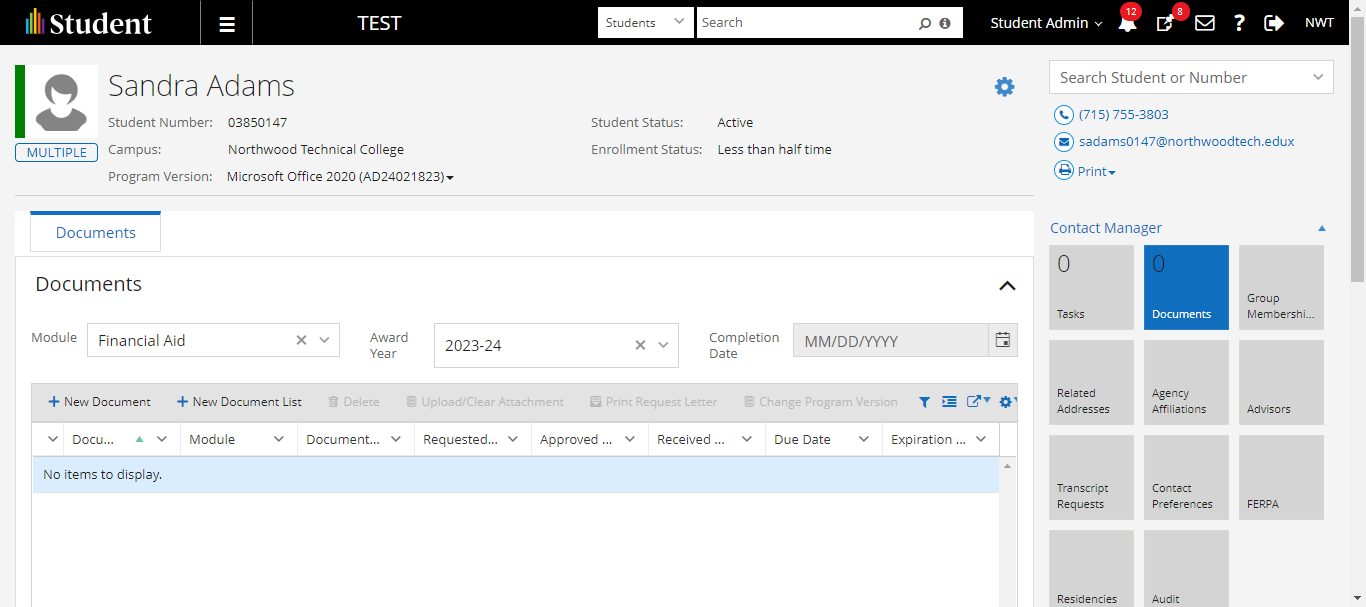 Student
TEST
Students
Search
Student Admin
12
8
NWT
Sandra Adams
Student Number: 03850147
Student Status: Active
MULTIPLE
Campus: Northwood Technical College
Enrollment Status: Less than half time
Program Version: Microsoft Office 2020 (AD24021823)
Search Student or Number
(715) 755-3803
sadams0147@northwoodtech.edux
Print
Documents
Documents
Module
Financial Aid
Award
Year
2023-24
Completion
Date
MM/DD/YYYY
New Document
New Document List
Delete
Upload/Clear Attachment
Print Request Letter
Change Program Version
Docu...
Module
Document...
Requested...
Approved ...
Received ...
Due Date
Expiration ...
No items to display.
Contact Manager
0
Tasks
0
Documents
Group
Membershi...
Related
Addresses
Agency
Affiliations
Advisors
Transcript
Requests
Contact
Preferences
FERPA
Residencies
Audit